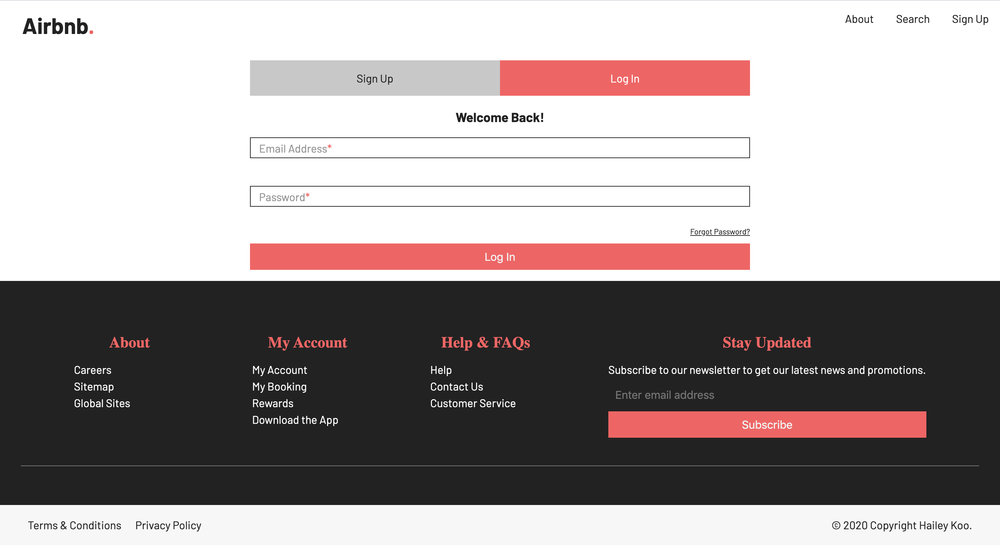 Airbnb.
About Search Sign Up
Sign Up Log In
Welcome Back!
Email Address*
Password*
Forgot Password?
Log In
About
Careers
Sitemap
Global Sites
My Account
My Account
My Booking
Rewards
Download the App
Help & FAQs
Help
Contact Us
Customer Service
Stay Updated
Subscribe to our newsletter to get our latest news and promotions.
Enter email address
Subscribe
Terms & Conditions Privacy Policy
© 2020 Copyright Hailey Koo.